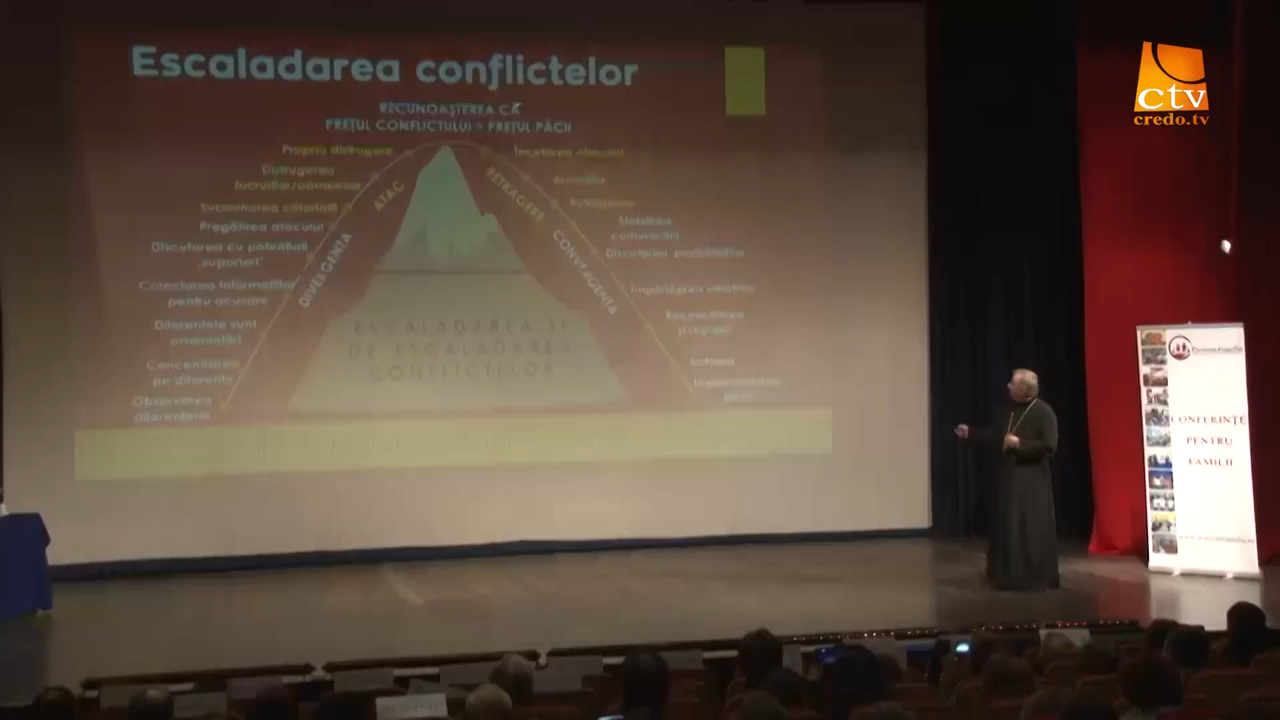 Escaladarea conflictelor
RECUNOAȘTEREA CĂ
PREȚUL CONFLICTULUI > PREȚUL PĂCII
Propria distrugere
Distrugerea
lucrurilor/oamenilor
Pregătirea atacului
Discutarea cu potențiali
„suporteri"
Colectarea informațiilor
pentru acuzare
Diferențele sunt
amenințări
Concentrarea
pe diferențe
Observarea
diferențelor
ATAC
DIVERGENȚA
RETRAGERE
CONVERGENȚA
Încetarea atacului
Stabilirea
comunicării
Discutarea posibilităților
Împărtășirea emoțiilor
Iertarea
ESCALADAREA ȘI
DE ESCALADAREA
CONFLICTELOR
ctv
credo.tv
CONFERINȚE
PENTRU
FAMILII